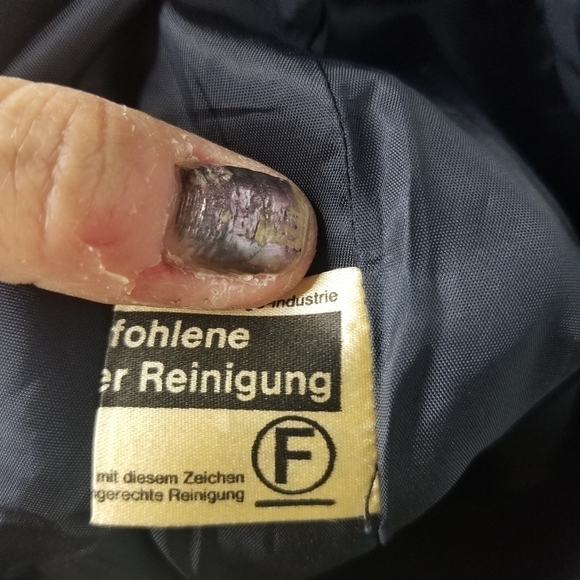 Industrie
fohlene
er Reinigung
F
mit diesem Zeichen
gerechte Reinigung